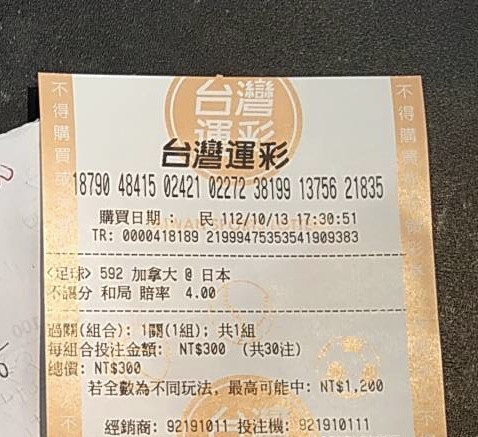 台灣運彩
台灣運彩
18790 48415 02421 02272 38199 13756 21835
購買日期： 民 112/10/13 17:30:51
TR: 0000418189 21999475353541909383
<足球> 592 加拿大 @ 日本
不讓分 和局 賠率 4.00
過關(組合): 1關(1組); 共1組
每組合投注金額: NT$300 (共30注)
總價: NT$300
若全數為不同玩法，最高可能中: NT$1,200
經銷商: 92191011 投注機: 921910111
不得購買或
不得購買